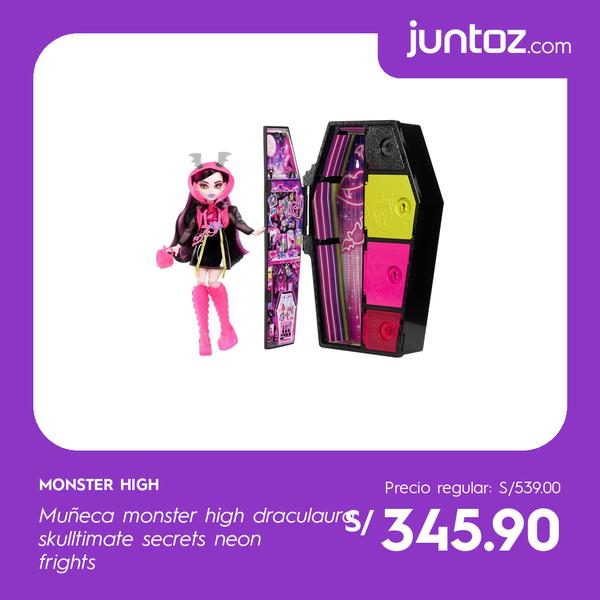 juntoz.com
MONSTER HIGH
Precio regular: S/539.00
Muñeca monster high draculaura
skulltimate secrets neon
frights
S/ 345.90